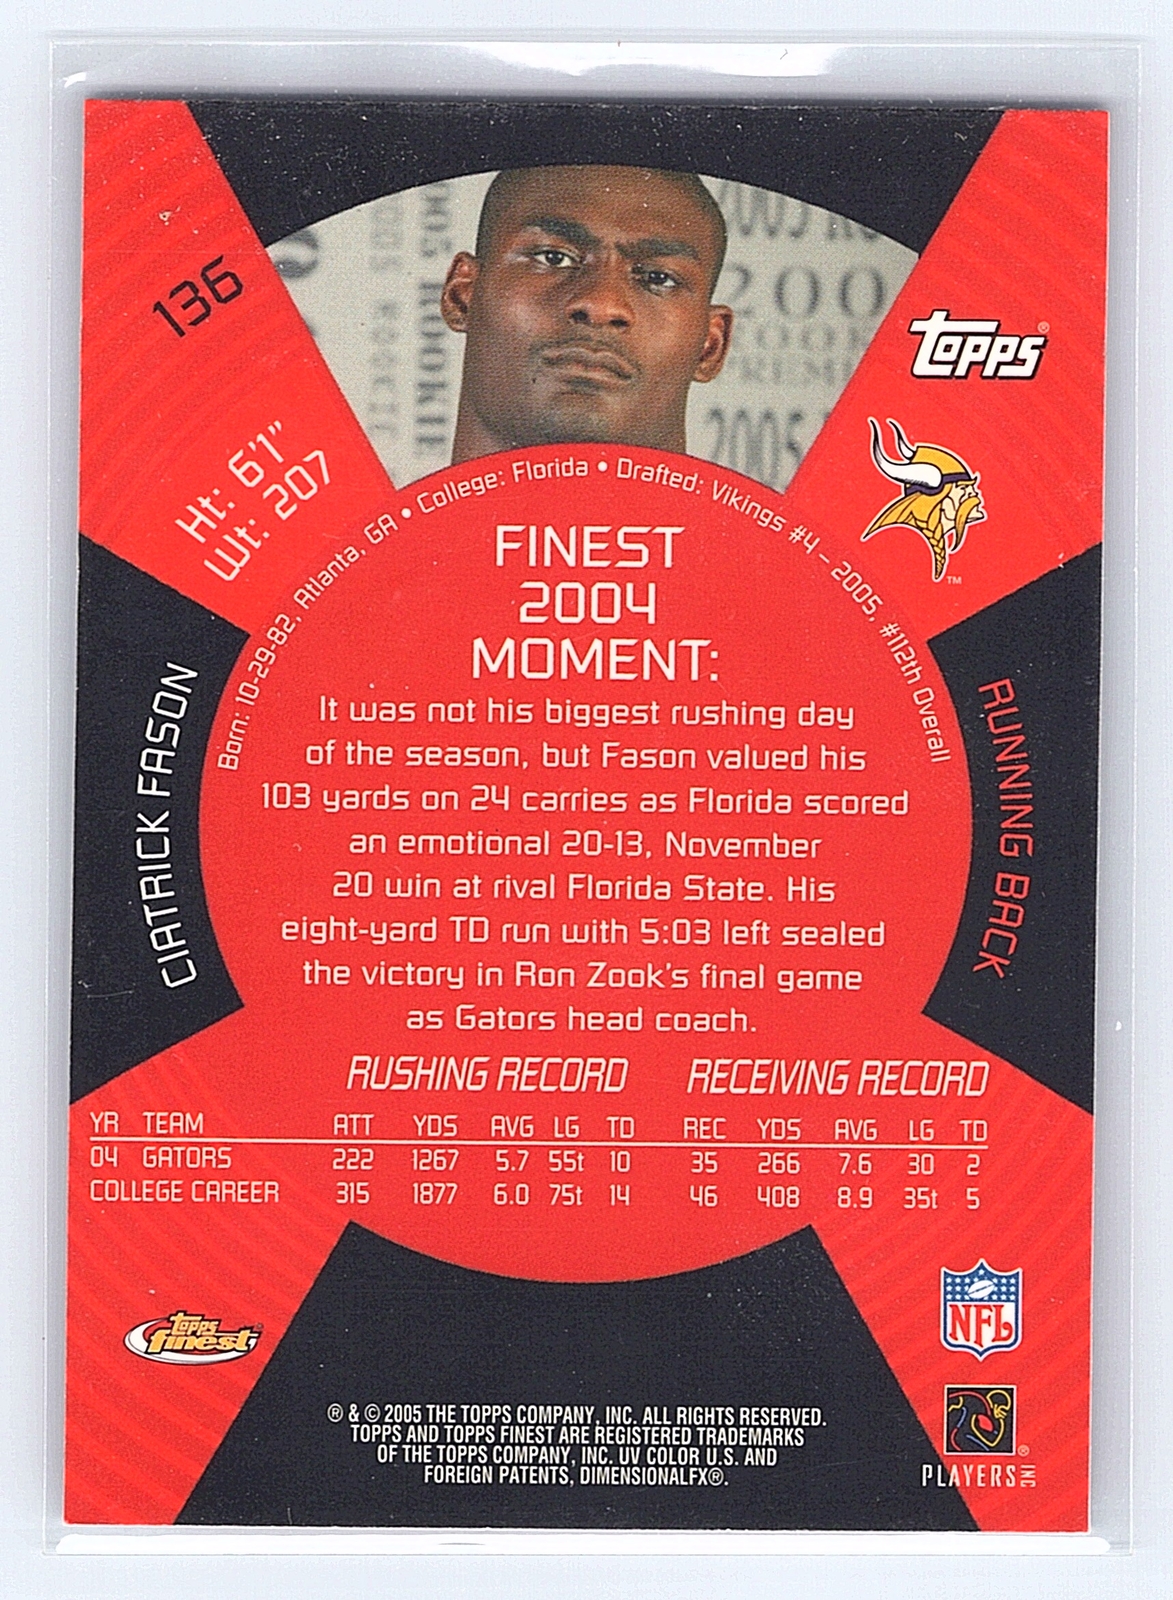 136
Topps®
Ht: 6'1"
Wt: 207
Born: 10-29-82, Atlanta, GA • College: Florida • Drafted: Vikings #4 – 2005, #112th Overall
TM
CIATRICK FASON
RUNNING BACK
FINEST
2004
MOMENT:
It was not his biggest rushing day
of the season, but Fason valued his
103 yards on 24 carries as Florida scored
an emotional 20-13, November
20 win at rival Florida State. His
eight-yard TD run with 5:03 left sealed
the victory in Ron Zook's final game
as Gators head coach.
RUSHING RECORD RECEIVING RECORD
YR TEAM ATT YDS AVG LG TD REC YDS AVG LG TD
04 GATORS 222 1267 5.7 55t 10 35 266 7.6 30 2
COLLEGE CAREER 315 1877 6.0 75t 14 46 408 8.9 35t 5
Topps
finest
NFL
® & © 2005 THE TOPPS COMPANY, INC. ALL RIGHTS RESERVED.
TOPPS AND TOPPS FINEST ARE REGISTERED TRADEMARKS
OF THE TOPPS COMPANY, INC. UV COLOR U.S. AND
FOREIGN PATENTS, DIMENSIONALFX®.
PLAYERS INC